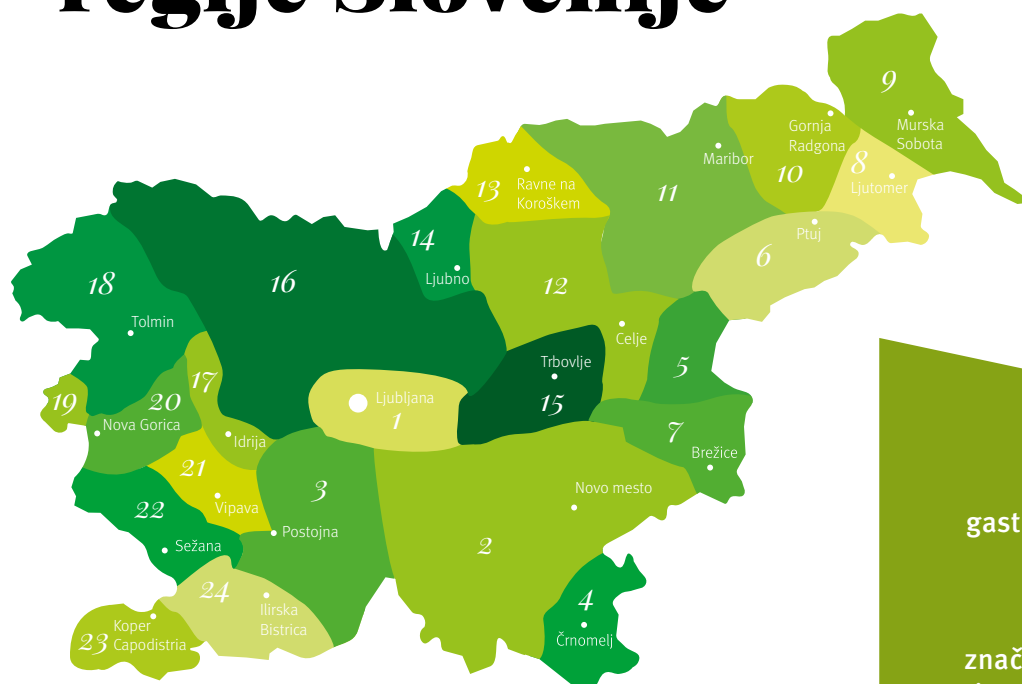 regije Slovenije
9
Murska
Sobota
Gornja
Radgona
10
8
Ljutomer
Maribor
11
13
Ravne na
Koroškem
14
Ljubno
Ptuj
6
18
16
12
Tolmin
Celje
5
Trbovlje
15
17
19
20
Nova Gorica
Idrija
Ljubljana
1
7
Brežice
21
Vipava
3
Novo mesto
22
Postojna
Sežana
2
24
Ilirska
Bistrica
4
Črnomelj
23
Koper
Capodistria
gast
znač